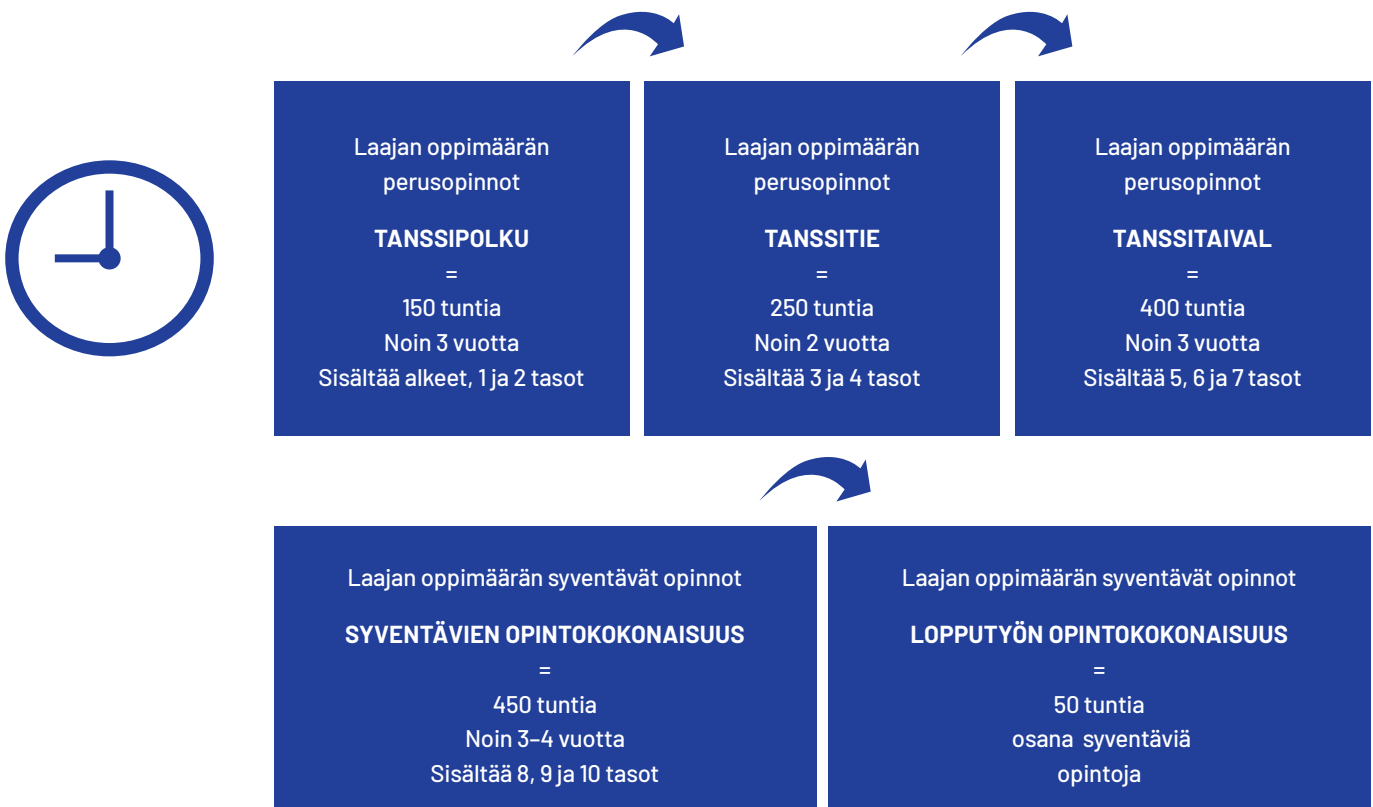 Laajan oppimäärän
perusopinnot
TANSSIPOLKU
=
150 tuntia
Noin 3 vuotta
Sisältää alkeet, 1 ja 2 tasot
Laajan oppimäärän
perusopinnot
TANSSITIE
=
250 tuntia
Noin 2 vuotta
Sisältää 3 ja 4 tasot
Laajan oppimäärän
perusopinnot
TANSSITAIVAL
=
400 tuntia
Noin 3 vuotta
Sisältää 5, 6 ja 7 tasot
Laajan oppimäärän syventävät opinnot
SYVENTÄVIEN OPINTOKOKONAISUUS
=
450 tuntia
Noin 3–4 vuotta
Sisältää 8, 9 ja 10 tasot
Laajan oppimäärän syventävät opinnot
LOPPUTYÖN OPINTOKOKONAISUUS
=
50 tuntia
osana syventäviä
opintoja